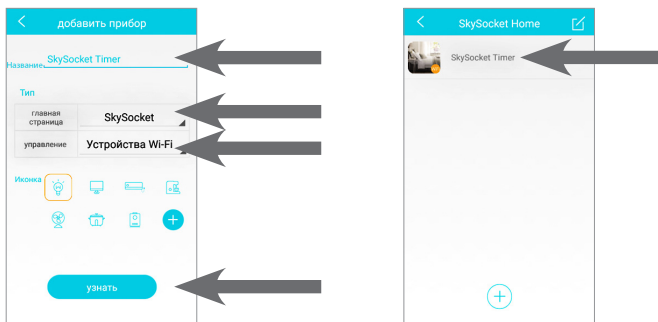 добавить прибор
Название SkySocket Timer
Тип
главная страница SkySocket
управление Устройства Wi-Fi
Иконка
узнать
SkySocket Home
SkySocket Timer